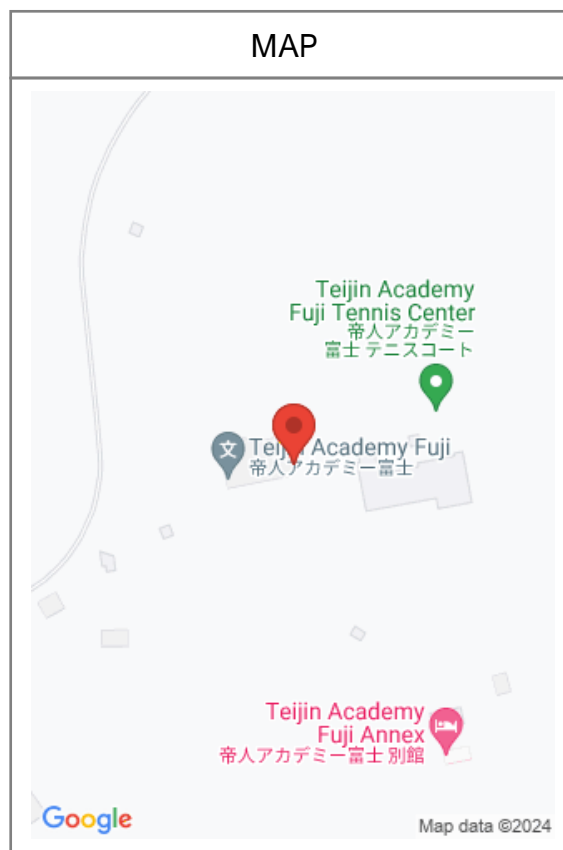 MAP
Teijin Academy
Fuji Tennis Center
帝人アカデミー
富士 テニスコート
文
Teijin Academy Fuji
帝人アカデミー富士
Teijin Academy
Fuji Annex
帝人アカデミー富士 別館
Google
Map data ©2024